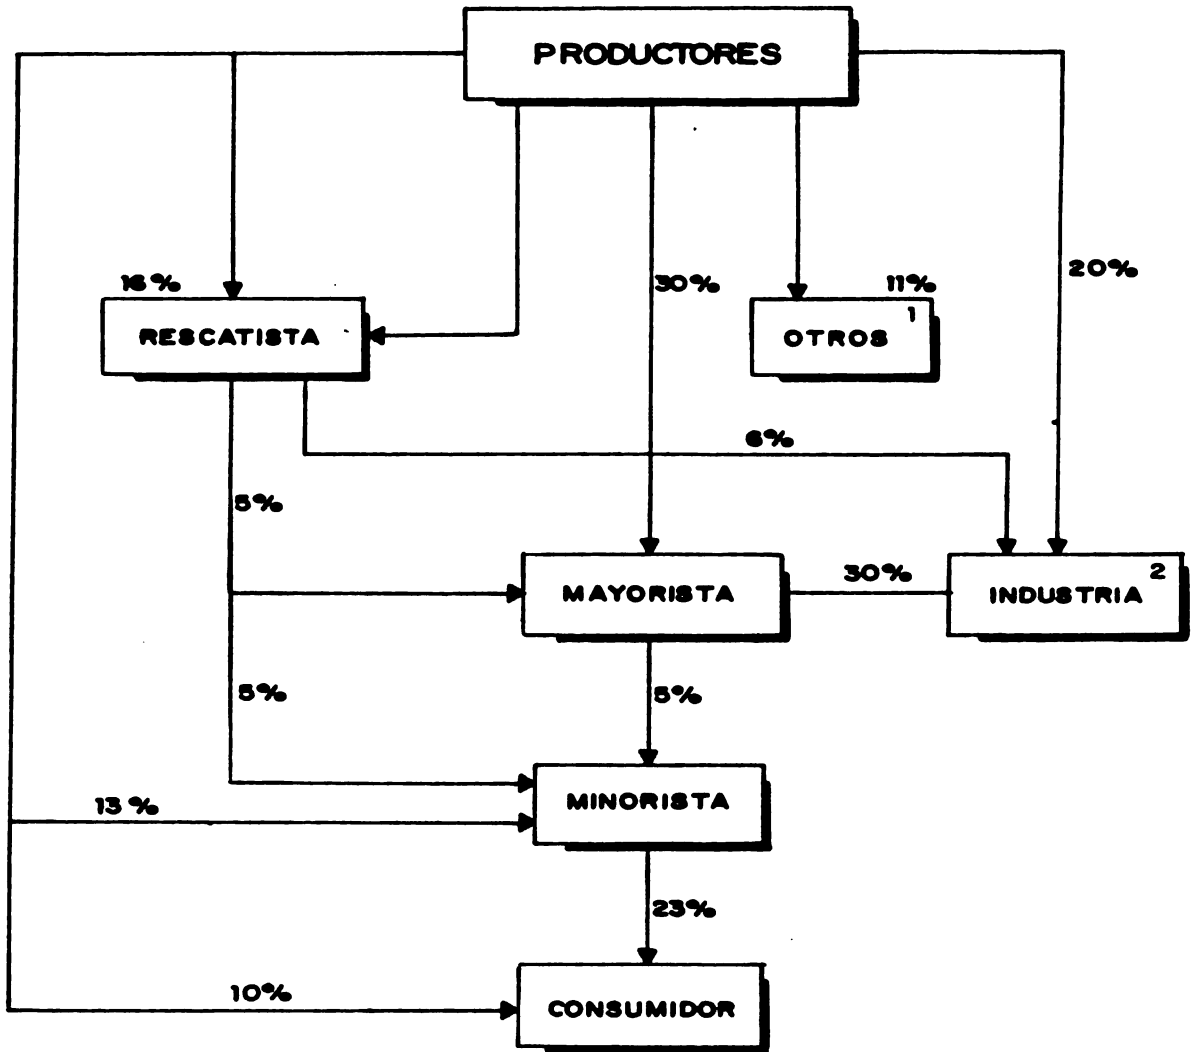 PRODUCTORES
16%
30%
11%
20%
RESCATISTA
OTROS 1
6%
5%
MAYORISTA
30%
INDUSTRIA 2
5%
5%
MINORISTA
13%
23%
10%
CONSUMIDOR